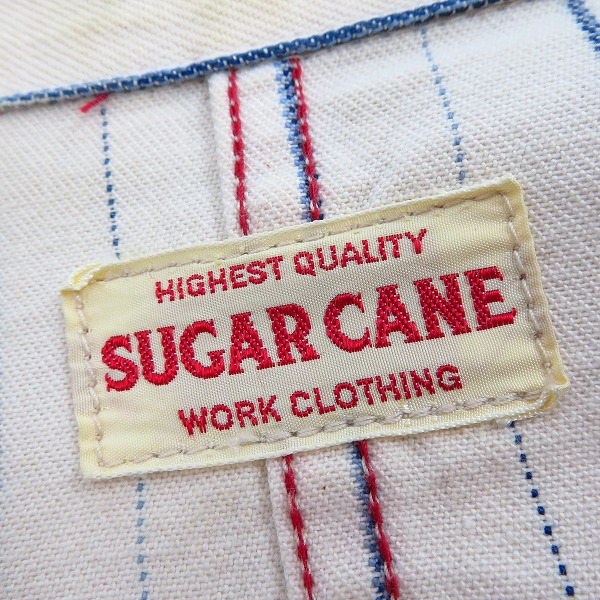 HIGHEST QUALITY
SUGAR CANE
WORK CLOTHING